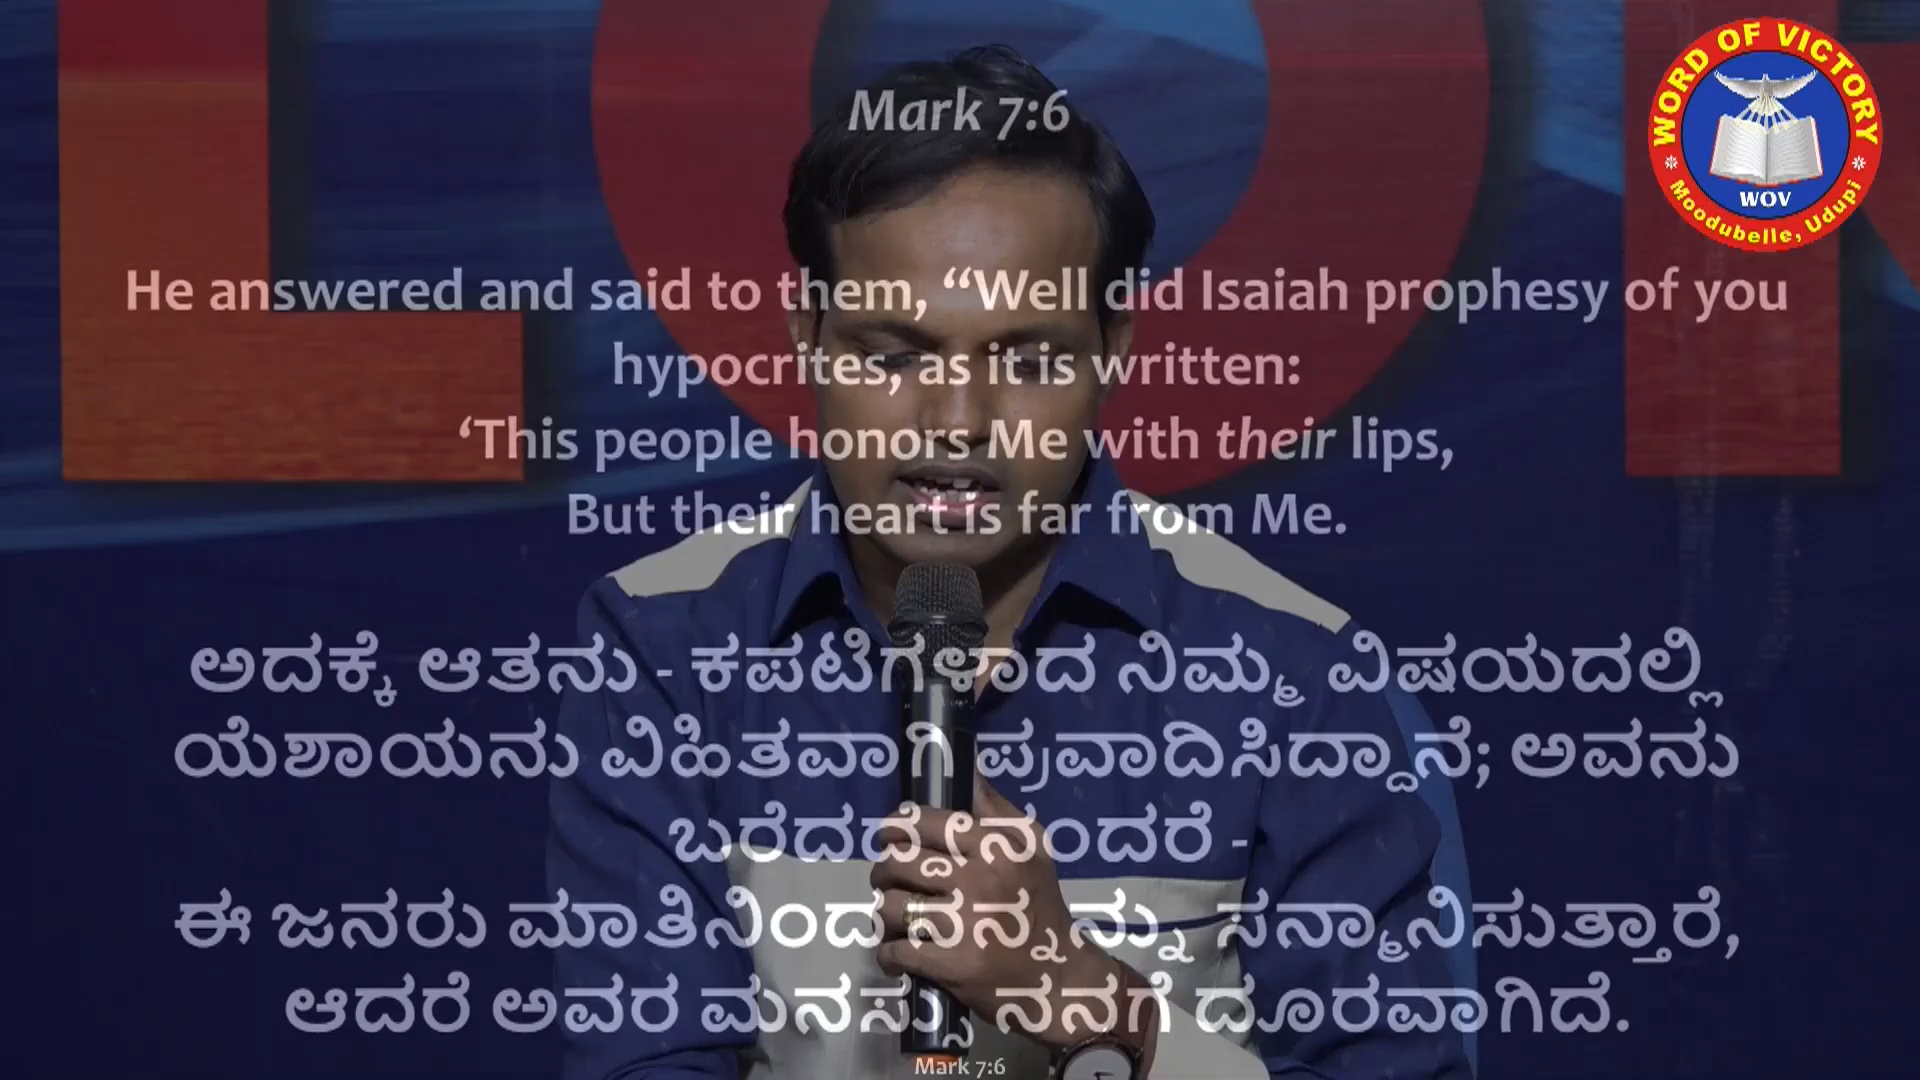 Mark 7:6
He answered and said to them, “Well did Isaiah prophesy of you
hypocrites, as it is written:
‘This people honors Me with their lips,
But their heart is far from Me.
ಅದಕ್ಕೆ ಆತನು - ಕಪಟಿಗಳಾದ ನಿಮ್ಮ ವಿಷಯದಲ್ಲಿ
ಯೆಶಾಯನು ವಿಹಿತವಾಗಿ ಪ್ರವಾದಿಸಿದ್ದಾನೆ; ಅವನು
ಬರೆದದ್ದೇನಂದರೆ -
ಈ ಜನರು ಮಾತಿನಿಂದ ನನ್ನನ್ನು ಸನ್ಮಾನಿಸುತ್ತಾರೆ,
ಆದರೆ ಅವರ ಮನಸ್ಸು ನನಗೆ ದೂರವಾಗಿದೆ.
Mark 7:6
WORD OF VICTORY
WOV
Moodubelle, Udupi